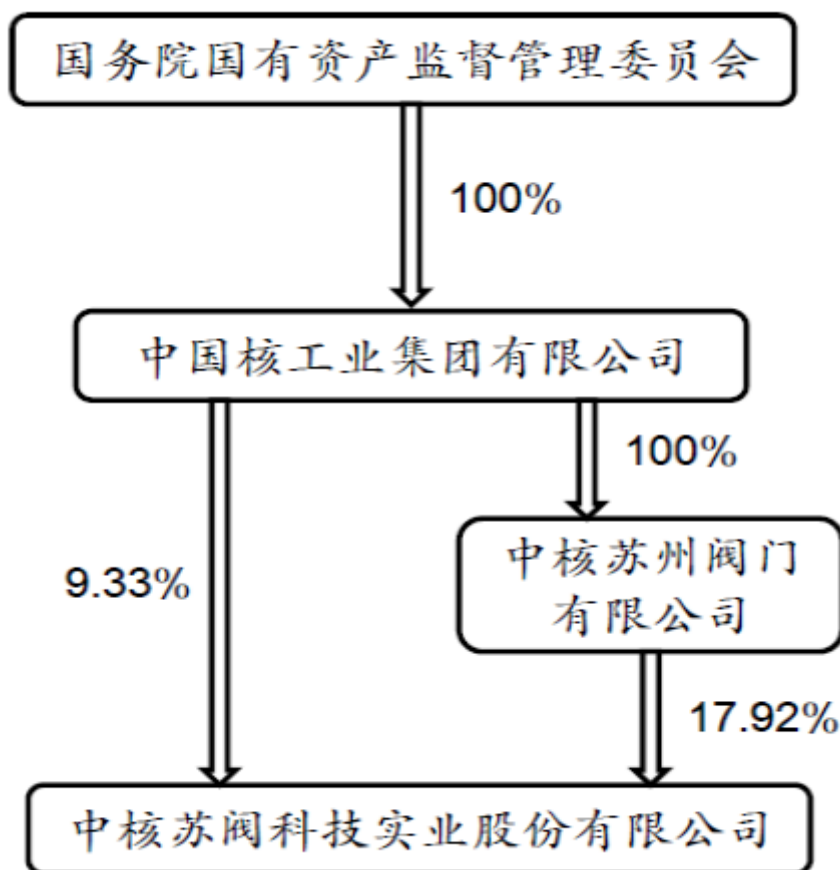 国务院国有资产监督管理委员会
100%
中国核工业集团有限公司
100%
中核苏州阀门
有限公司
9.33%
17.92%
中核苏阀科技实业股份有限公司